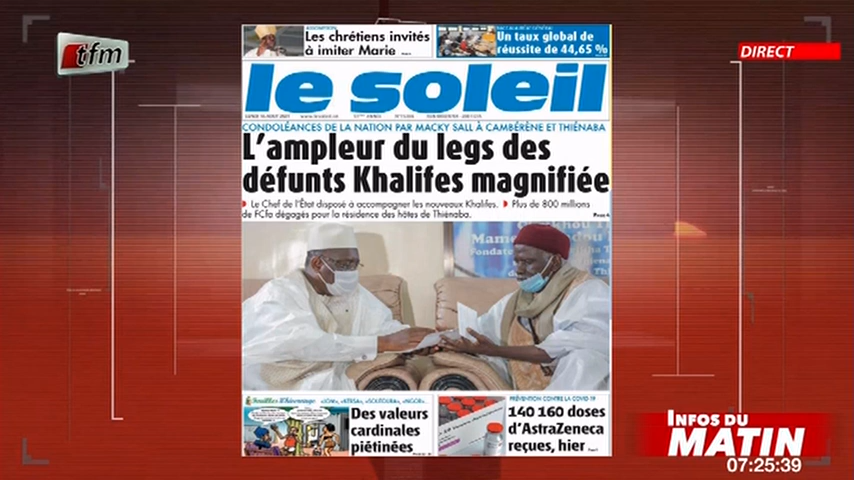 tfm
DIRECT
Les chrétiens invités
à imiter Marie
Un taux global de
réussite de 44,65 %
le soleil
CONDOLÉANCES DE LA NATION PAR MACKY SALL À CAMBÉRÈNE ET THIÉNABA
L'ampleur du legs des
défunts Khalifes magnifiée
Le Chef de l'État disposé à accompagner les nouveaux Khalifes. Plus de 800 millions
de FCfa dégagés pour la résidence des hôtes de Thiénaba.
Des valeurs
cardinales
piétinées
PRÉVENTION CONTRE LA COVID-19
140 160 doses
d'AstraZeneca
reçues, hier
INFOS DU
MATIN
07:25:39